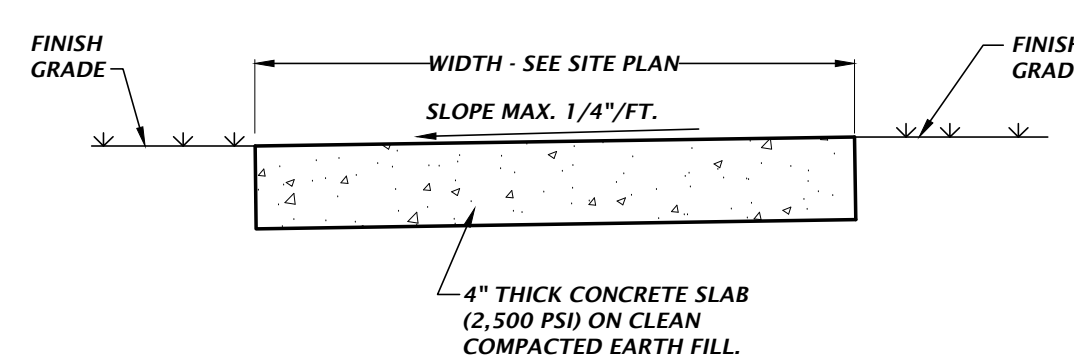 FINISH
GRADE
WIDTH - SEE SITE PLAN
SLOPE MAX. 1/4"/FT.
FINISH
GRAD
4" THICK CONCRETE SLAB
(2,500 PSI) ON CLEAN
COMPACTED EARTH FILL.